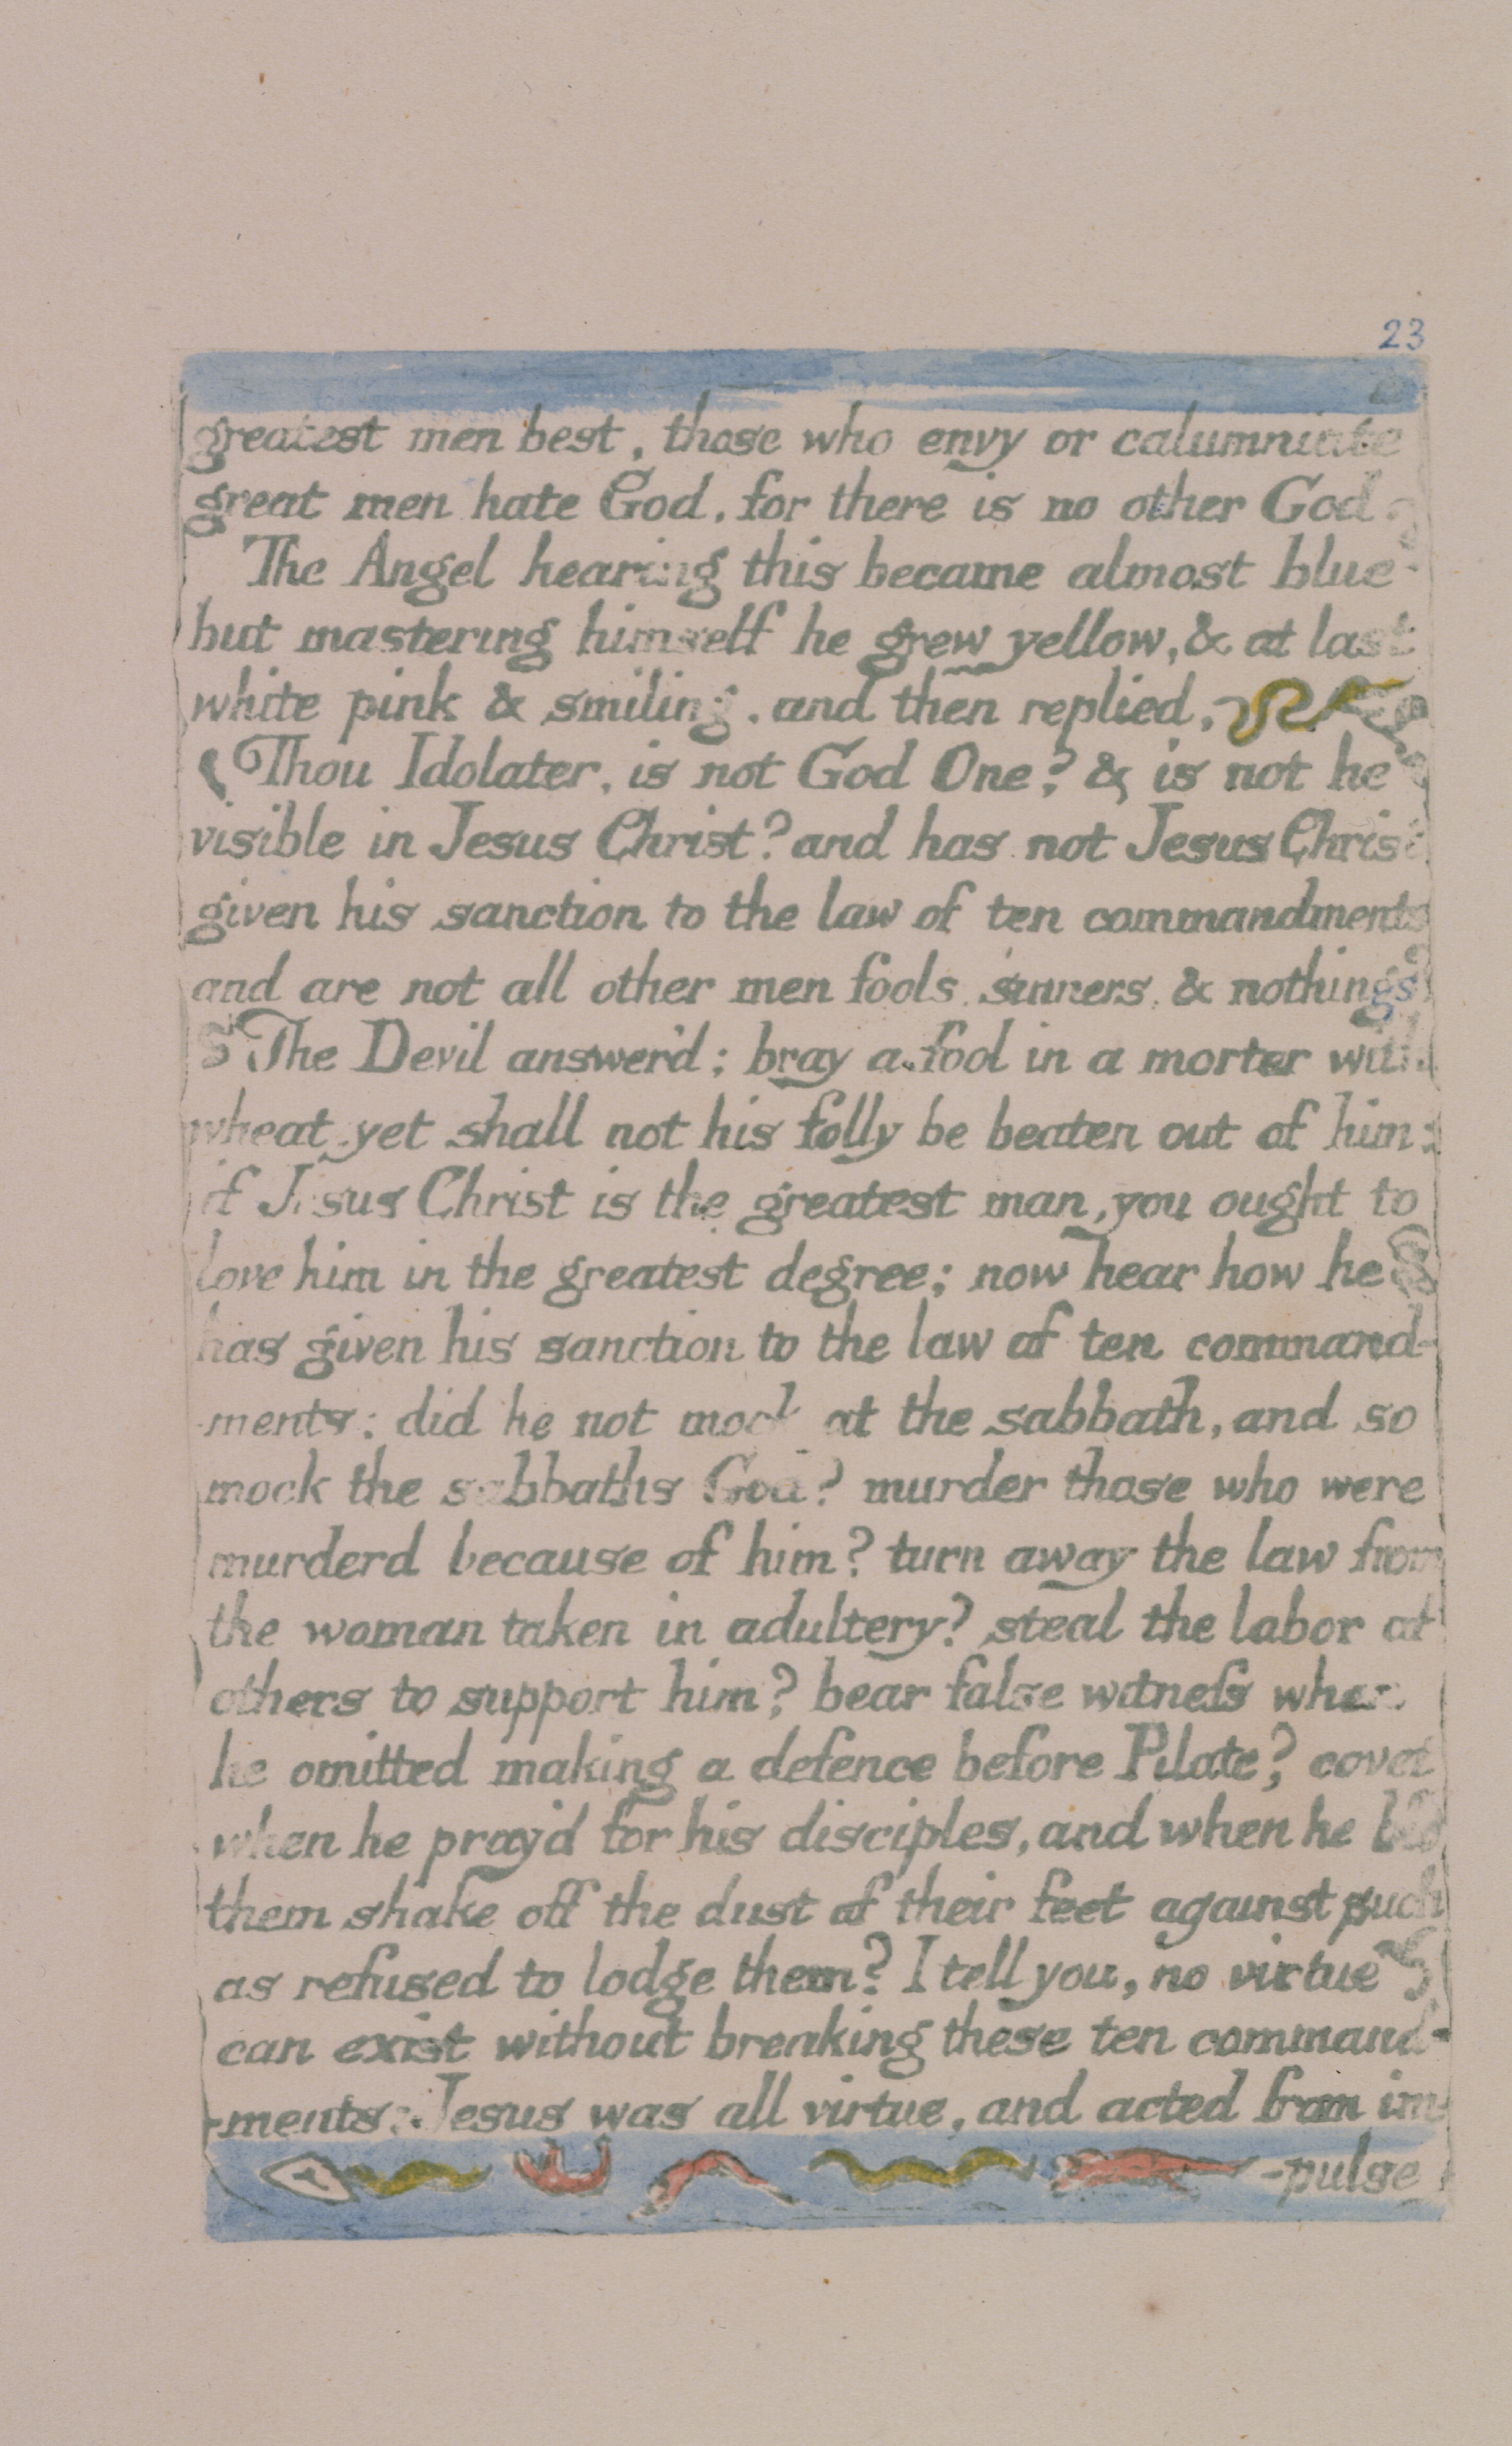 23
greatest men best, those who envy or calumniate
great men hate God, for there is no other God.
The Angel hearing this became almost blue
but mastering himself he grew yellow, & at last
white pink & smiling, and then replied,
Thou Idolater, is not God One? & is not he
visible in Jesus Christ? and has not Jesus Christ
given his sanction to the law of ten commandments
and are not all other men fools, sinners, & nothings?
The Devil answer'd; bray a fool in a morter with
wheat, yet shall not his folly be beaten out of him:
if Jesus Christ is the greatest man, you ought to
love him in the greatest degree; now hear how he
has given his sanction to the law of ten command-
-ments: did he not mock at the sabbath, and so
mock the sabbaths God? murder those who were
murderd because of him? turn away the law from
the woman taken in adultery? steal the labor of
others to support him? bear false witness when
he omitted making a defence before Pilate? covet
when he pray'd for his disciples, and when he bid
them shake off the dust of their feet against such
as refused to lodge them? I tell you, no virtue
can exist without breaking these ten command-
-ments: Jesus was all virtue, and acted from im-
-pulse